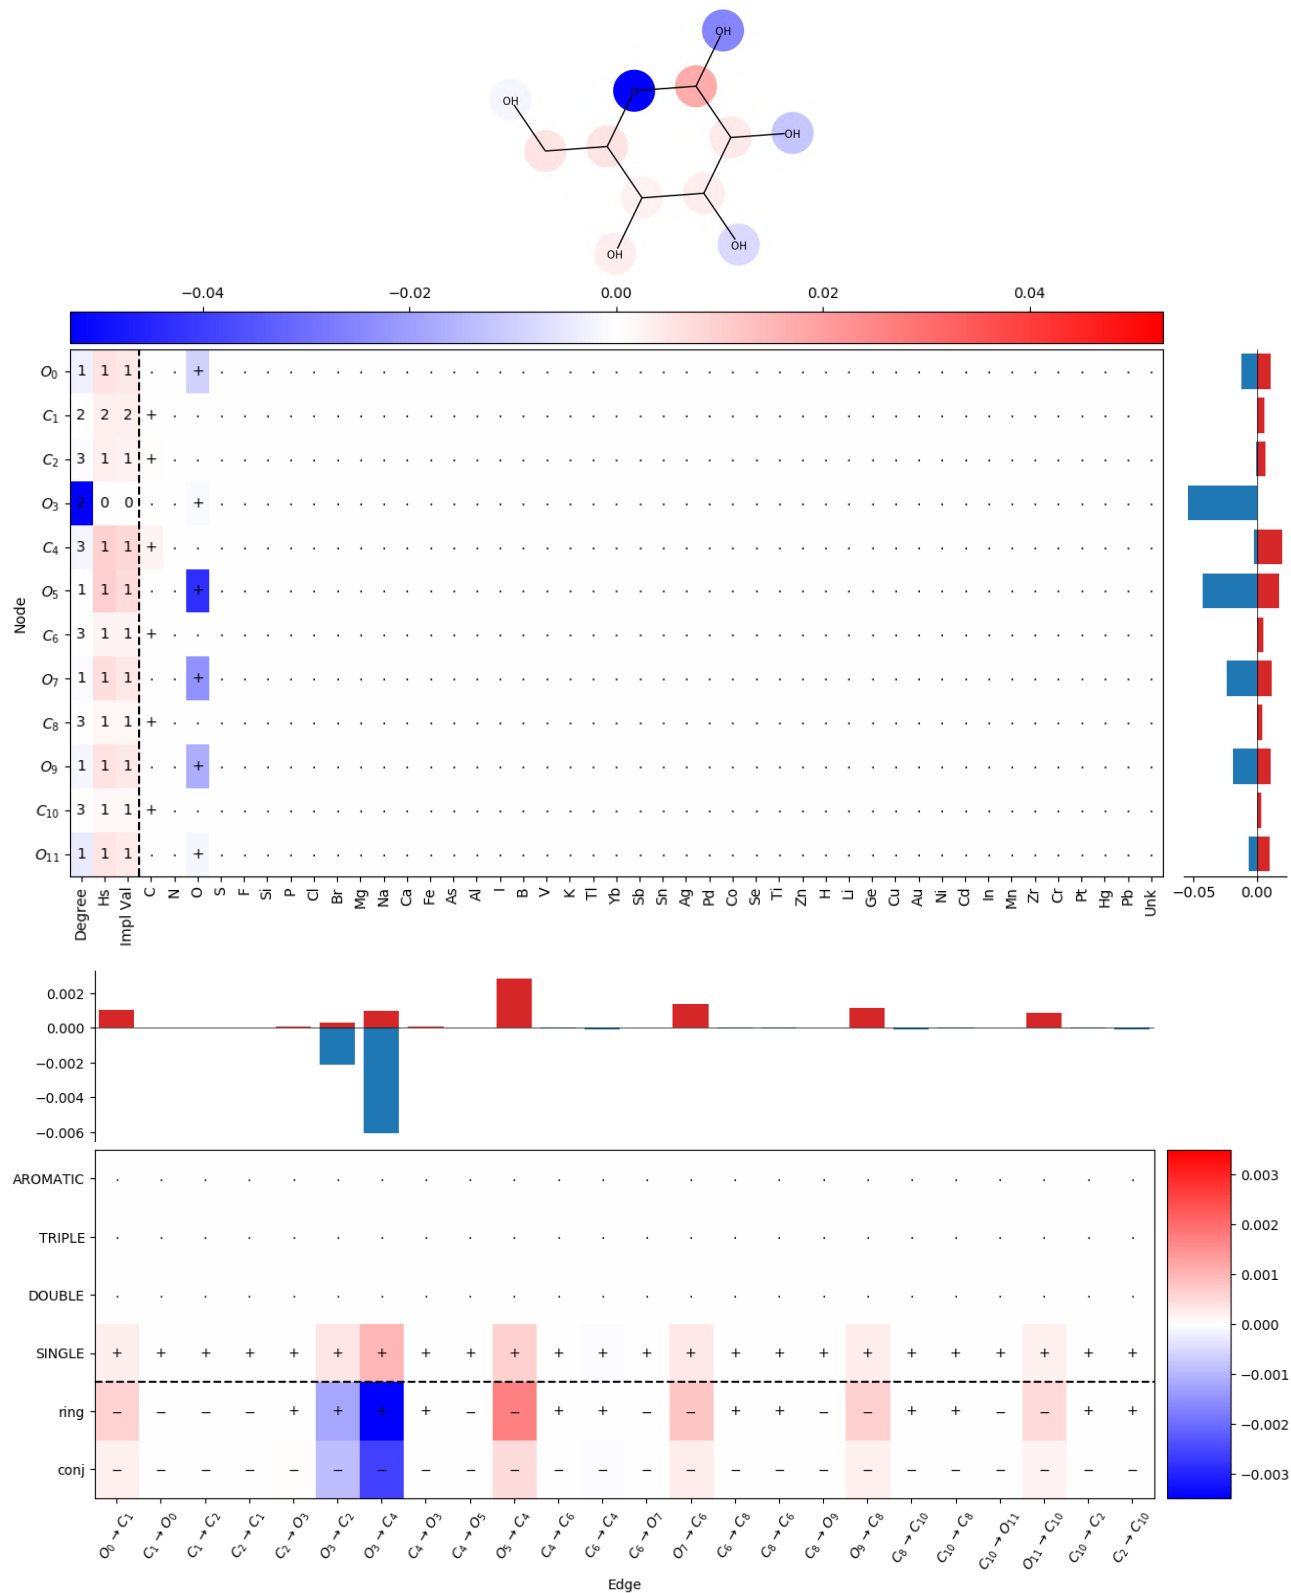 OH
O
OH
OH
OH
OH
−0.04 −0.02 0.00 0.02 0.04
Node
O0 1 1 1 . . + . . . . . . . . . . . . . . . . . . . . . . . . . . . . . . . . . . . . . . . . .
C1 2 2 2 + . . . . . . . . . . . . . . . . . . . . . . . . . . . . . . . . . . . . . . . . . . .
C2 3 1 1 + . . . . . . . . . . . . . . . . . . . . . . . . . . . . . . . . . . . . . . . . . . .
O3 2 0 0 . . + . . . . . . . . . . . . . . . . . . . . . . . . . . . . . . . . . . . . . . . . .
C4 3 1 1 + . . . . . . . . . . . . . . . . . . . . . . . . . . . . . . . . . . . . . . . . . . .
O5 1 1 1 . . + . . . . . . . . . . . . . . . . . . . . . . . . . . . . . . . . . . . . . . . . .
C6 3 1 1 + . . . . . . . . . . . . . . . . . . . . . . . . . . . . . . . . . . . . . . . . . . .
O7 1 1 1 . . + . . . . . . . . . . . . . . . . . . . . . . . . . . . . . . . . . . . . . . . . .
C8 3 1 1 + . . . . . . . . . . . . . . . . . . . . . . . . . . . . . . . . . . . . . . . . . . .
O9 1 1 1 . . + . . . . . . . . . . . . . . . . . . . . . . . . . . . . . . . . . . . . . . . . .
C10 3 1 1 + . . . . . . . . . . . . . . . . . . . . . . . . . . . . . . . . . . . . . . . . . . .
O11 1 1 1 . . + . . . . . . . . . . . . . . . . . . . . . . . . . . . . . . . . . . . . . . . . .
Degree Hs Impl Val C N O S F Si P Cl Br Mg Na Ca Fe As Al I B V K Tl Yb Sb Sn Ag Pd Co Se Ti Zn H Li Ge Cu Au Ni Cd In Mn Zr Cr Pt Hg Pb Unk
−0.05 0.00
0.002
0.000
−0.002
−0.004
−0.006
AROMATIC . . . . . . . . . . . . . . . . . . . . . . . .
TRIPLE . . . . . . . . . . . . . . . . . . . . . . . .
DOUBLE . . . . . . . . . . . . . . . . . . . . . . . .
SINGLE + + + + + + + + + + + + + + + + + + + + + + + +
ring − − − − + + + + − − + + − − + + − − + + − − + +
conj − − − − − − − − − − − − − − − − − − − − − − − −
O0 → C1 C1 → O0 C1 → C2 C2 → C1 C2 → O3 O3 → C2 O3 → C4 C4 → O3 C4 → O5 O5 → C4 C4 → C6 C6 → C4 C6 → O7 O7 → C6 C6 → C8 C8 → C6 C8 → O9 O9 → C8 C8 → C10 C10 → C8 C10 → O11 O11 → C10 C10 → C2 C2 → C10
Edge
0.003
0.002
0.001
0.000
−0.001
−0.002
−0.003